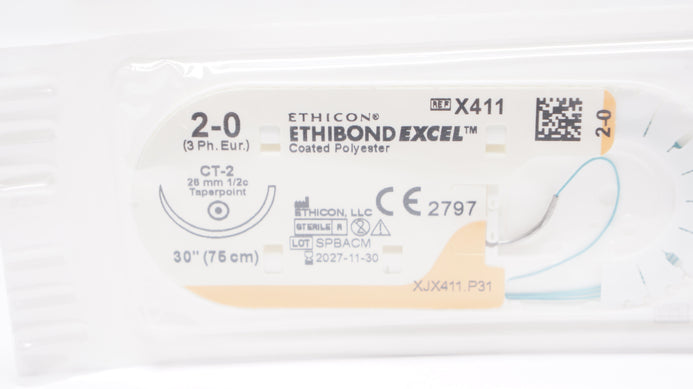 2-0
(3 Ph. Eur.)
ETHICON®
ETHIBOND EXCEL™
Coated Polyester
REF X411
2-0
CT-2
26 mm 1/2c
Taperpoint
30" (75 cm)
ETHICON, LLC
STERILE R
LOT SPBACM
2027-11-30
CE 2797
XJX411.P31